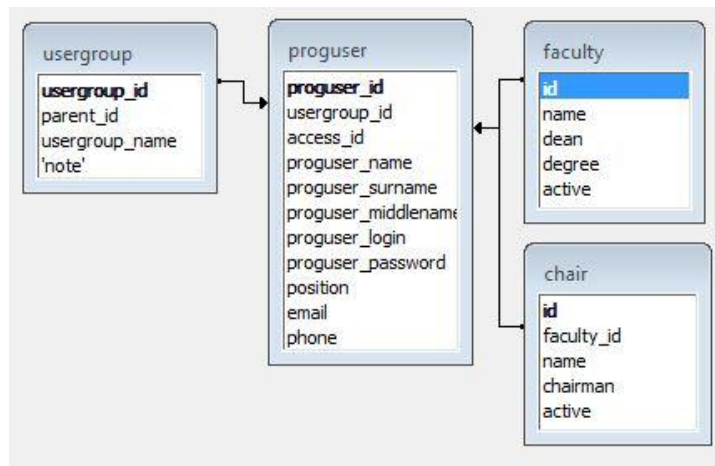 usergroup
usergroup_id
parent_id
usergroup_name
'note'
proguser
proguser_id
usergroup_id
access_id
proguser_name
proguser_surname
proguser_middlename
proguser_login
proguser_password
position
email
phone
faculty
id
name
dean
degree
active
chair
id
faculty_id
name
chairman
active